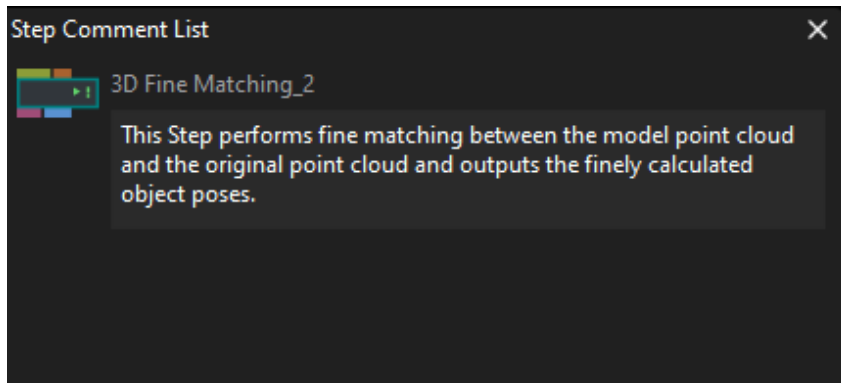 Step Comment List
3D Fine Matching_2
This Step performs fine matching between the model point cloud
and the original point cloud and outputs the finely calculated
object poses.